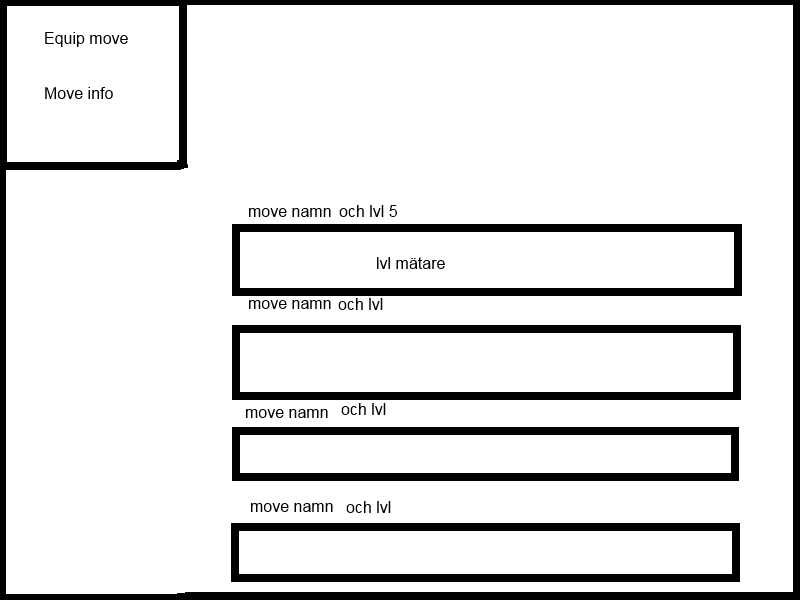 Equip move
Move info
move namn och lvl 5
lvl mätare
move namn och lvl
move namn och lvl
move namn och lvl